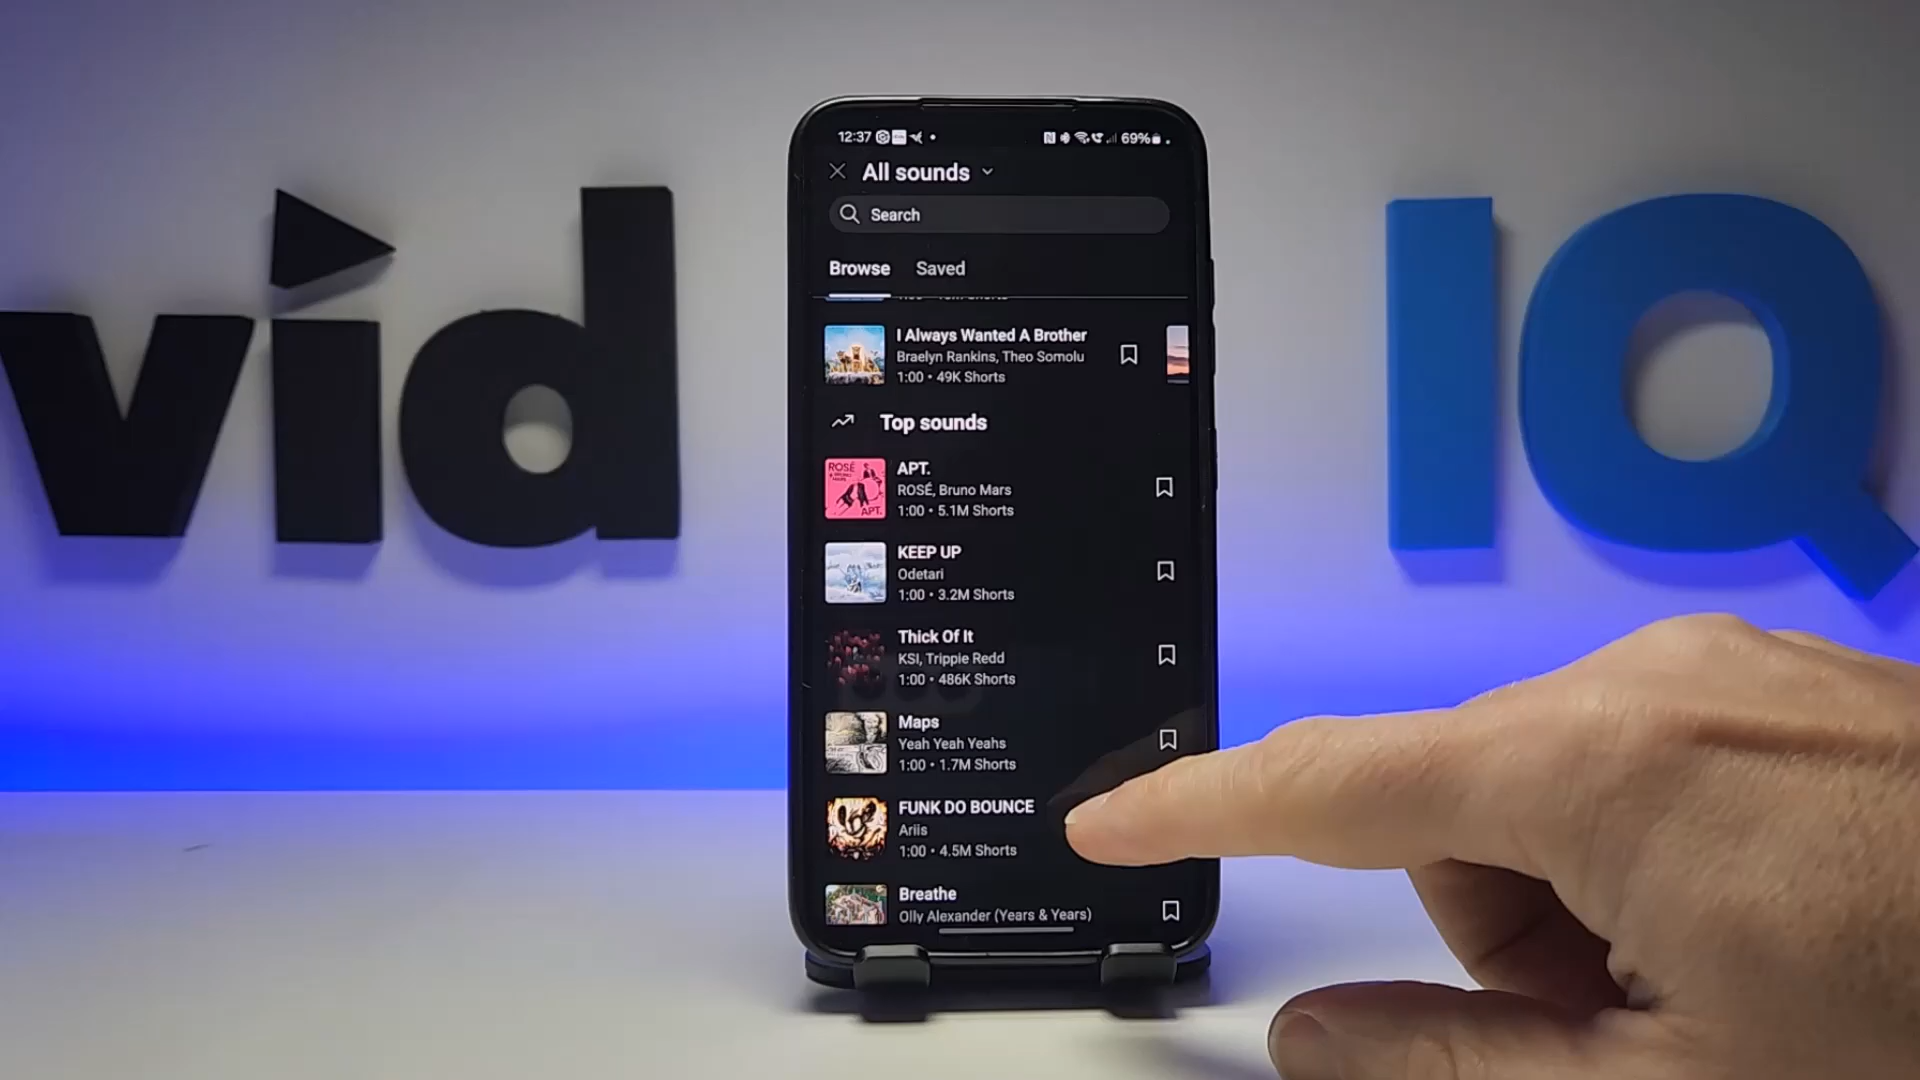 vid IQ
12:37
69%
All sounds
Search
Browse Saved
I Always Wanted A Brother
Braelyn Rankins, Theo Somolu
1:00 • 49K Shorts
Top sounds
ROSÉ
APT.
APT.
ROSÉ, Bruno Mars
1:00 • 5.1M Shorts
KEEP UP
Odetari
1:00 • 3.2M Shorts
Thick Of It
KSI, Trippie Redd
1:00 • 486K Shorts
Maps
Yeah Yeah Yeahs
1:00 • 1.7M Shorts
FUNK DO BOUNCE
Ariis
1:00 • 4.5M Shorts
Breathe
Olly Alexander (Years & Years)